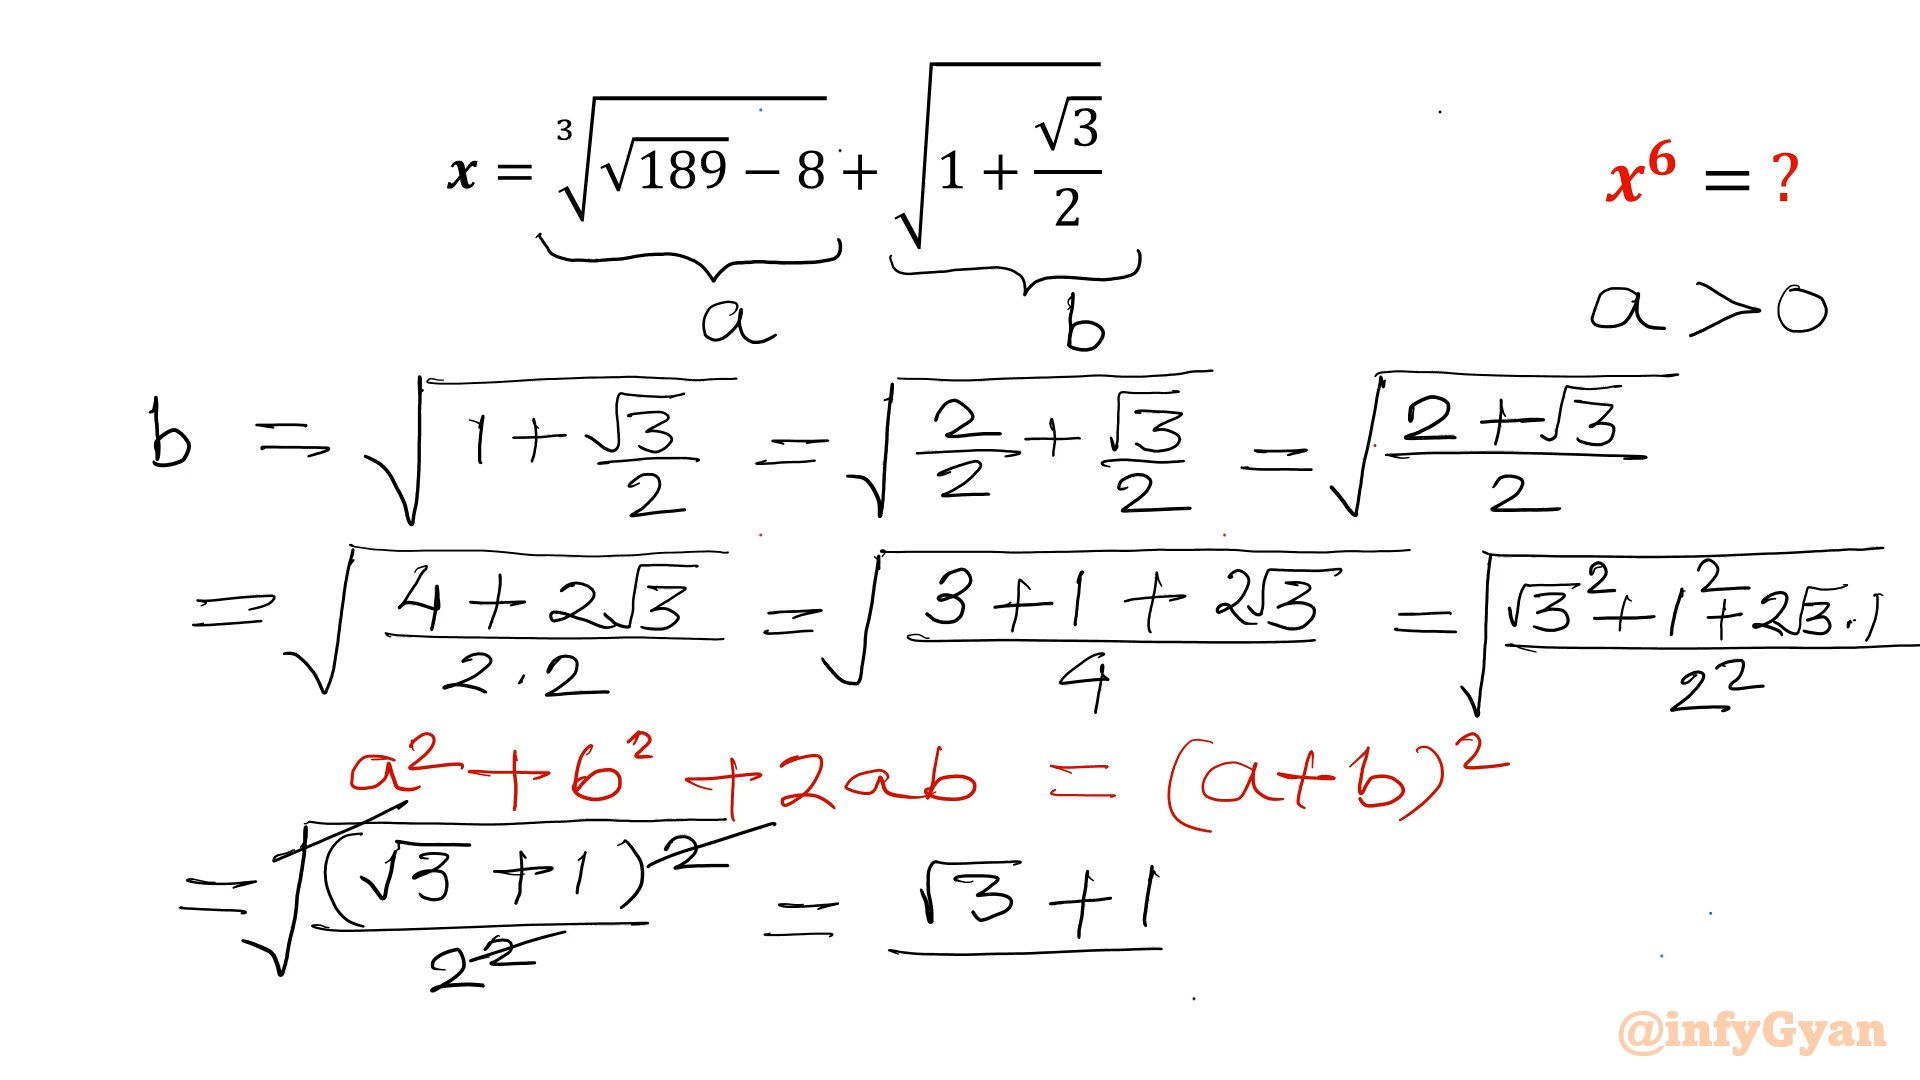 x = ∛(√189 − 8) + √(1 + √3/2)
x⁶ = ?
a b
a > 0
b = √(1 + √3/2) = √(2/2 + √3/2) = √((2 + √3)/2)
= √((4 + 2√3)/(2 · 2)) = √((3 + 1 + 2√3)/4) = √((√3² + 1² + 2√3 · 1)/2²)
a² + b² + 2ab = (a + b)²
= √((√3 + 1)²/2²) = √3 + 1
@infyGyan